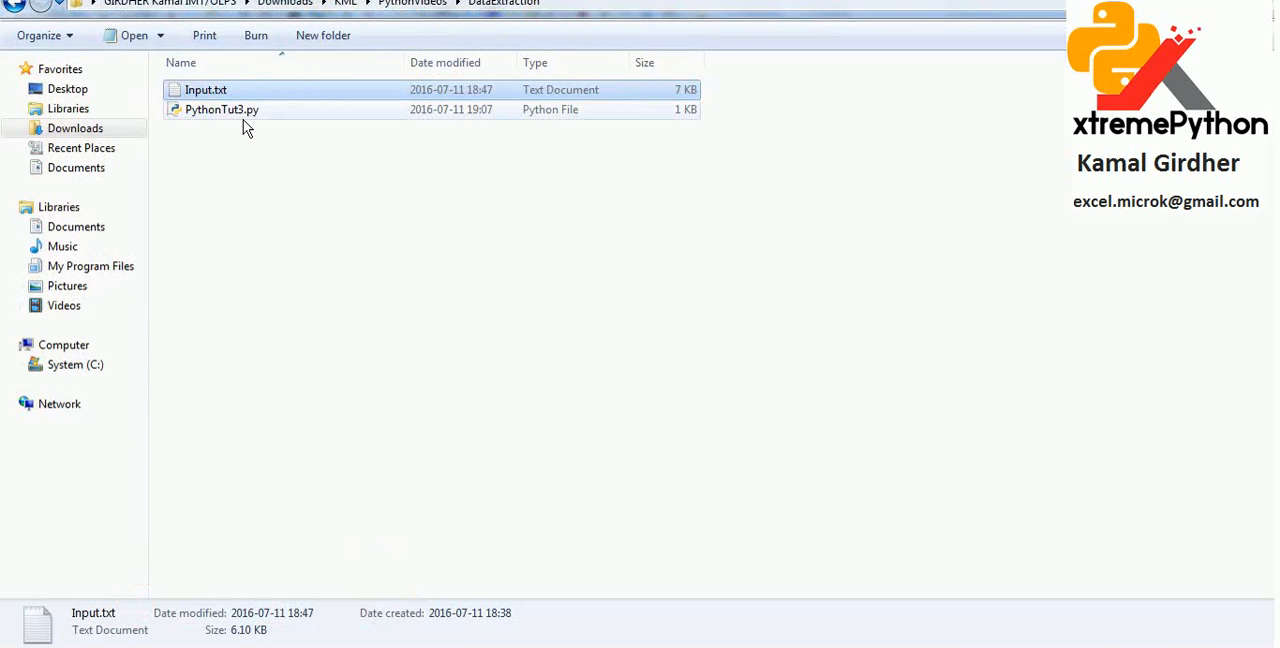 GIRDHER Kamal IMT/OLPS Downloads KML PythonVideos DataExtraction
Organize Open Print Burn New folder
Name Date modified Type Size
Favorites
Desktop
Libraries
Downloads
Recent Places
Documents
Libraries
Documents
Music
My Program Files
Pictures
Videos
Computer
System (C:)
Network
Input.txt 2016-07-11 18:47 Text Document 7 KB
PythonTut3.py 2016-07-11 19:07 Python File 1 KB
xtremePython
Kamal Girdher
excel.microk@gmail.com
Input.txt Date modified: 2016-07-11 18:47 Date created: 2016-07-11 18:38
Text Document Size: 6.10 KB